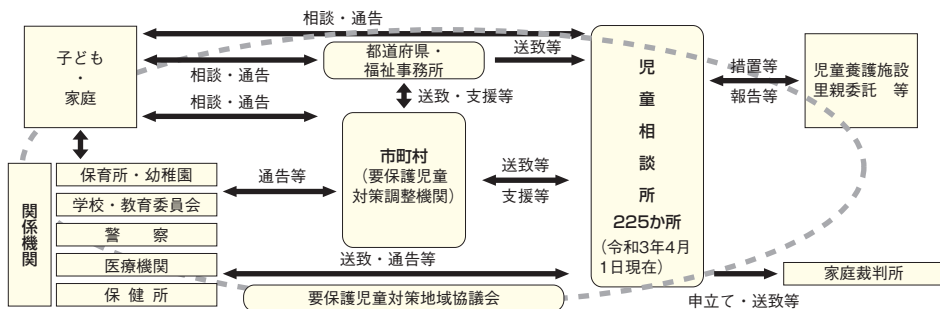 相談・通告
子ども
・
家庭
都道府県・
福祉事務所
送致等
相談・通告
送致・支援等
相談・通告
児
童
相
談
所
225か所
(令和3年4月
1日現在)
措置等
報告等
児童養護施設
里親委託 等
市町村
(要保護児童
対策調整機関)
関係機関
保育所・幼稚園
学校・教育委員会
警 察
医療機関
保 健 所
通告等
送致等
支援等
送致・通告等
要保護児童対策地域協議会
家庭裁判所
申立て・送致等